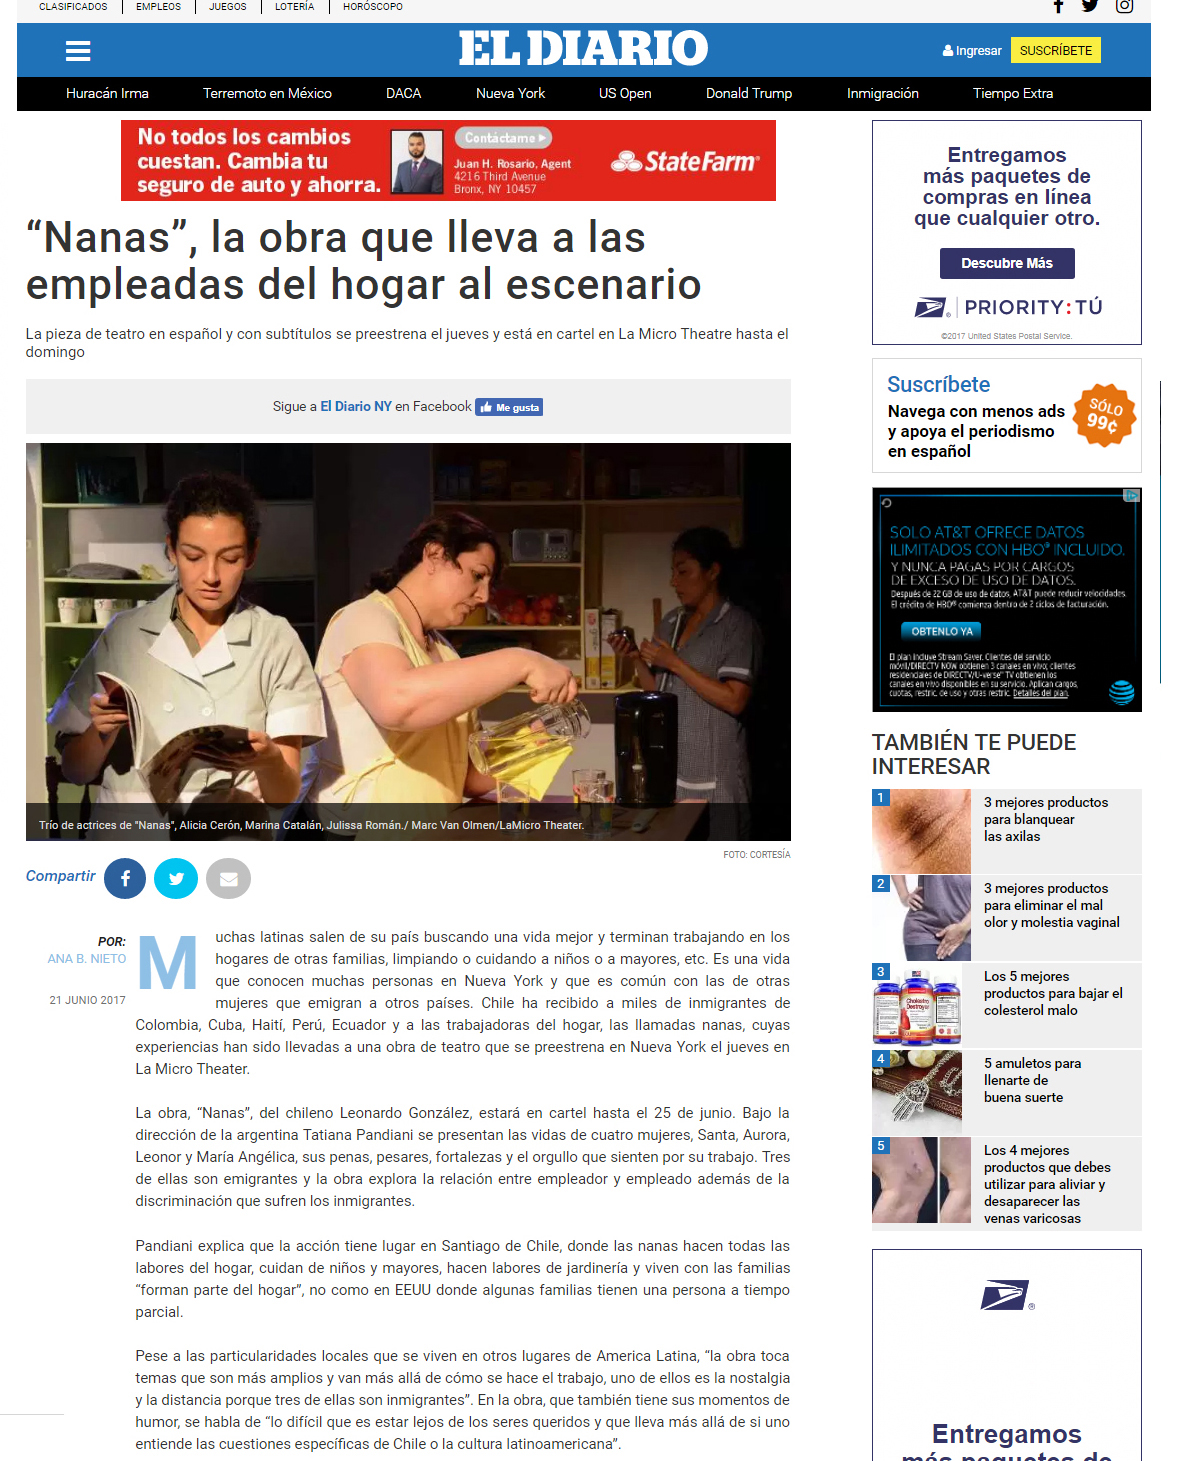 CLASIFICADOS
EMPLEOS
JUEGOS
LOTERÍA
HORÓSCOPO
EL DIARIO
Ingresar
SUSCRÍBETE
Huracán Irma
Terremoto en México
DACA
Nueva York
US Open
Donald Trump
Inmigración
Tiempo Extra
No todos los cambios
cuestan. Cambia tu
seguro de auto y ahorra.
Contáctame
Juan H. Rosario, Agent
4216 Third Avenue
Bronx, NY 10457
StateFarm®
“Nanas”, la obra que lleva a las
empleadas del hogar al escenario
La pieza de teatro en español y con subtítulos se preestrena el jueves y está en cartel en La Micro Theatre hasta el
domingo
Sigue a El Diario NY en Facebook Me gusta
Trío de actrices de "Nanas", Alicia Cerón, Marina Catalán, Julissa Román./ Marc Van Olmen/LaMicro Theater.
FOTO: CORTESÍA
Compartir
POR:
ANA B. NIETO
21 JUNIO 2017
Muchas latinas salen de su país buscando una vida mejor y terminan trabajando en los
hogares de otras familias, limpiando o cuidando a niños o a mayores, etc. Es una vida
que conocen muchas personas en Nueva York y que es común con las de otras
mujeres que emigran a otros países. Chile ha recibido a miles de inmigrantes de
Colombia, Cuba, Haití, Perú, Ecuador y a las trabajadoras del hogar, las llamadas nanas, cuyas
experiencias han sido llevadas a una obra de teatro que se preestrena en Nueva York el jueves en
La Micro Theater.
La obra, “Nanas”, del chileno Leonardo González, estará en cartel hasta el 25 de junio. Bajo la
dirección de la argentina Tatiana Pandiani se presentan las vidas de cuatro mujeres, Santa, Aurora,
Leonor y María Angélica, sus penas, pesares, fortalezas y el orgullo que sienten por su trabajo. Tres
de ellas son emigrantes y la obra explora la relación entre empleador y empleado además de la
discriminación que sufren los inmigrantes.
Pandiani explica que la acción tiene lugar en Santiago de Chile, donde las nanas hacen todas las
labores del hogar, cuidan de niños y mayores, hacen labores de jardinería y viven con las familias
“forman parte del hogar”, no como en EEUU donde algunas familias tienen una persona a tiempo
parcial.
Pese a las particularidades locales que se viven en otros lugares de America Latina, “la obra toca
temas que son más amplios y van más allá de cómo se hace el trabajo, uno de ellos es la nostalgia
y la distancia porque tres de ellas son inmigrantes”. En la obra, que también tiene sus momentos de
humor, se habla de “lo difícil que es estar lejos de los seres queridos y que lleva más allá de si uno
entiende las cuestiones específicas de Chile o la cultura latinoamericana”.
Entregamos
más paquetes de
compras en línea
que cualquier otro.
Descubre Más
PRIORITY:TÚ
©2017 United States Postal Service.
Suscríbete
Navega con menos ads
y apoya el periodismo
en español
SÓLO
99¢
SOLO AT&T OFRECE DATOS
ILIMITADOS CON HBO® INCLUIDO.
Y NUNCA PAGAS POR CARGOS
DE EXCESO DE USO DE DATOS.
Después de 22 GB de uso de datos, AT&T puede reducir velocidades.
El crédito de HBO® comienza dentro de 2 ciclos de facturación.
OBTENLO YA
El plan incluye Stream Saver. Clientes del servicio
móvil/DIRECTV NOW obtienen 3 canales en vivo; clientes
residenciales de DIRECTV/U-verse® TV obtienen los
canales en vivo disponibles en su servicio. Aplican cargos,
cuotas, restric. de uso y otras restric. Detalles del plan.
TAMBIÉN TE PUEDE
INTERESAR
1
3 mejores productos
para blanquear
las axilas
2
3 mejores productos
para eliminar el mal
olor y molestia vaginal
3
Los 5 mejores
productos para bajar el
colesterol malo
4
5 amuletos para
llenarte de
buena suerte
5
Los 4 mejores
productos que debes
utilizar para aliviar y
desaparecer las
venas varicosas
Entregamos
más paquetes de